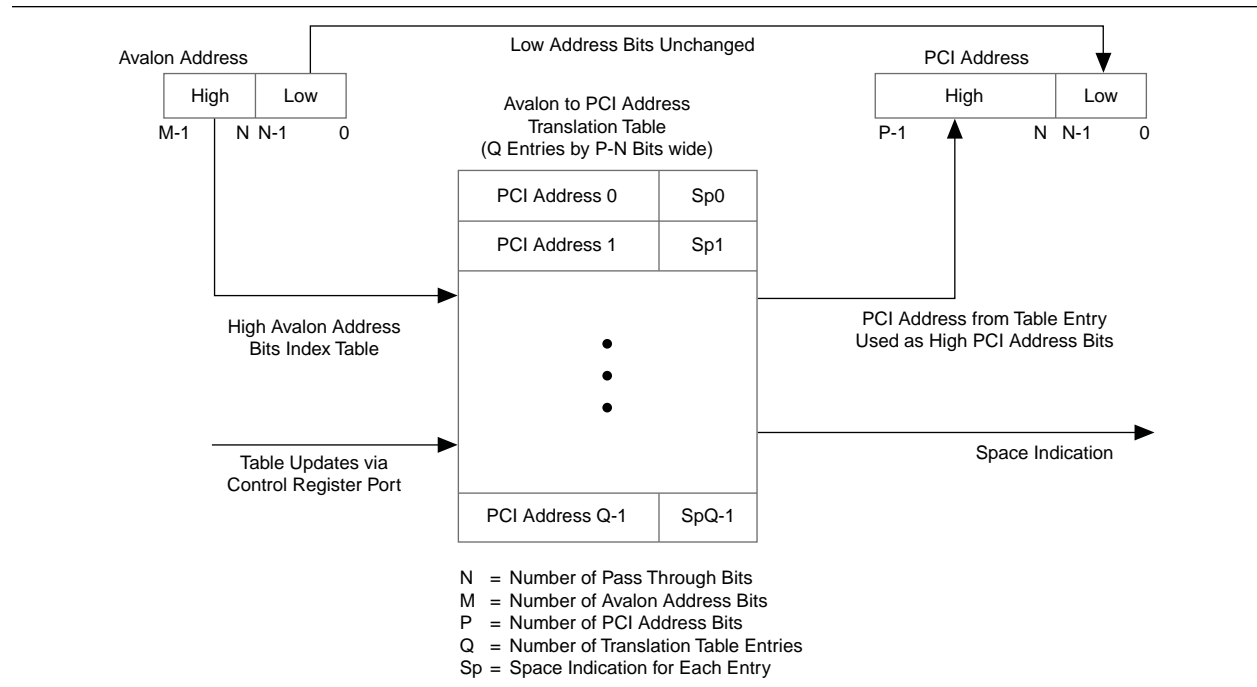 Low Address Bits Unchanged
Avalon Address
PCI Address
High
Low
High
Low
M-1
N
N-1
0
P-1
N
N-1
0
Avalon to PCI Address
Translation Table
(Q Entries by P-N Bits wide)
PCI Address 0
Sp0
PCI Address 1
Sp1
High Avalon Address
Bits Index Table
PCI Address from Table Entry
Used as High PCI Address Bits
Table Updates via
Control Register Port
Space Indication
PCI Address Q-1
SpQ-1
N = Number of Pass Through Bits
M = Number of Avalon Address Bits
P = Number of PCI Address Bits
Q = Number of Translation Table Entries
Sp = Space Indication for Each Entry